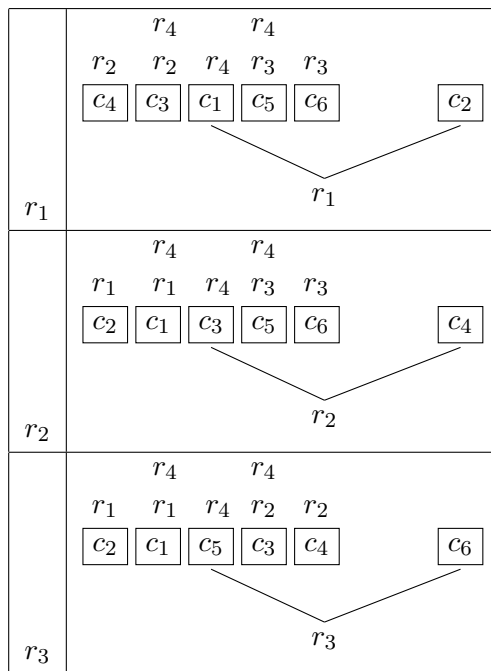 r4 r4
r2 r2 r4 r3 r3
c4 c3 c1 c5 c6 c2
r1
r1
r4 r4
r1 r1 r4 r3 r3
c2 c1 c3 c5 c6 c4
r2
r2
r4 r4
r1 r1 r4 r2 r2
c2 c1 c5 c3 c4 c6
r3
r3